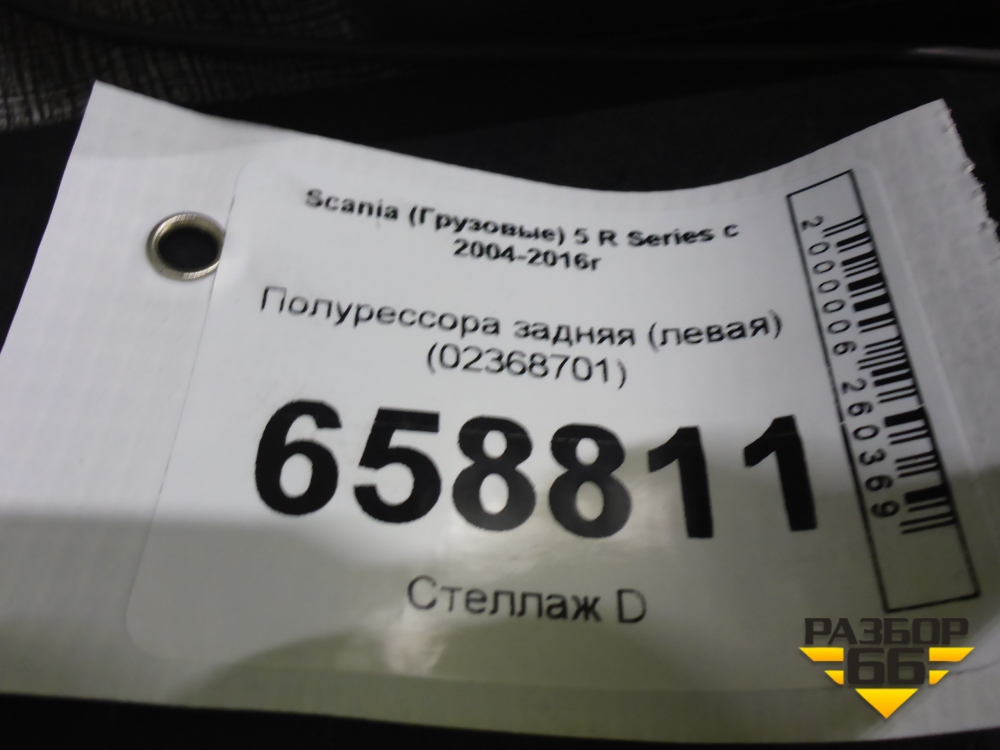 Scania (Грузовые) 5 R Series с
2004-2016г
Полурессора задняя (левая)
(02368701)
658811
Стеллаж D
2000006260369
РАЗБОР
66